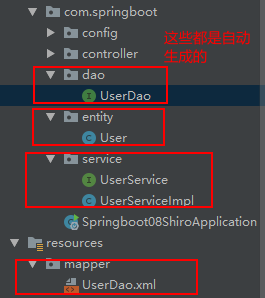 com.springboot
config
controller
这些都是自动
生成的
dao
UserDao
entity
User
service
UserService
UserServiceImpl
Springboot08ShiroApplication
resources
mapper
UserDao.xml